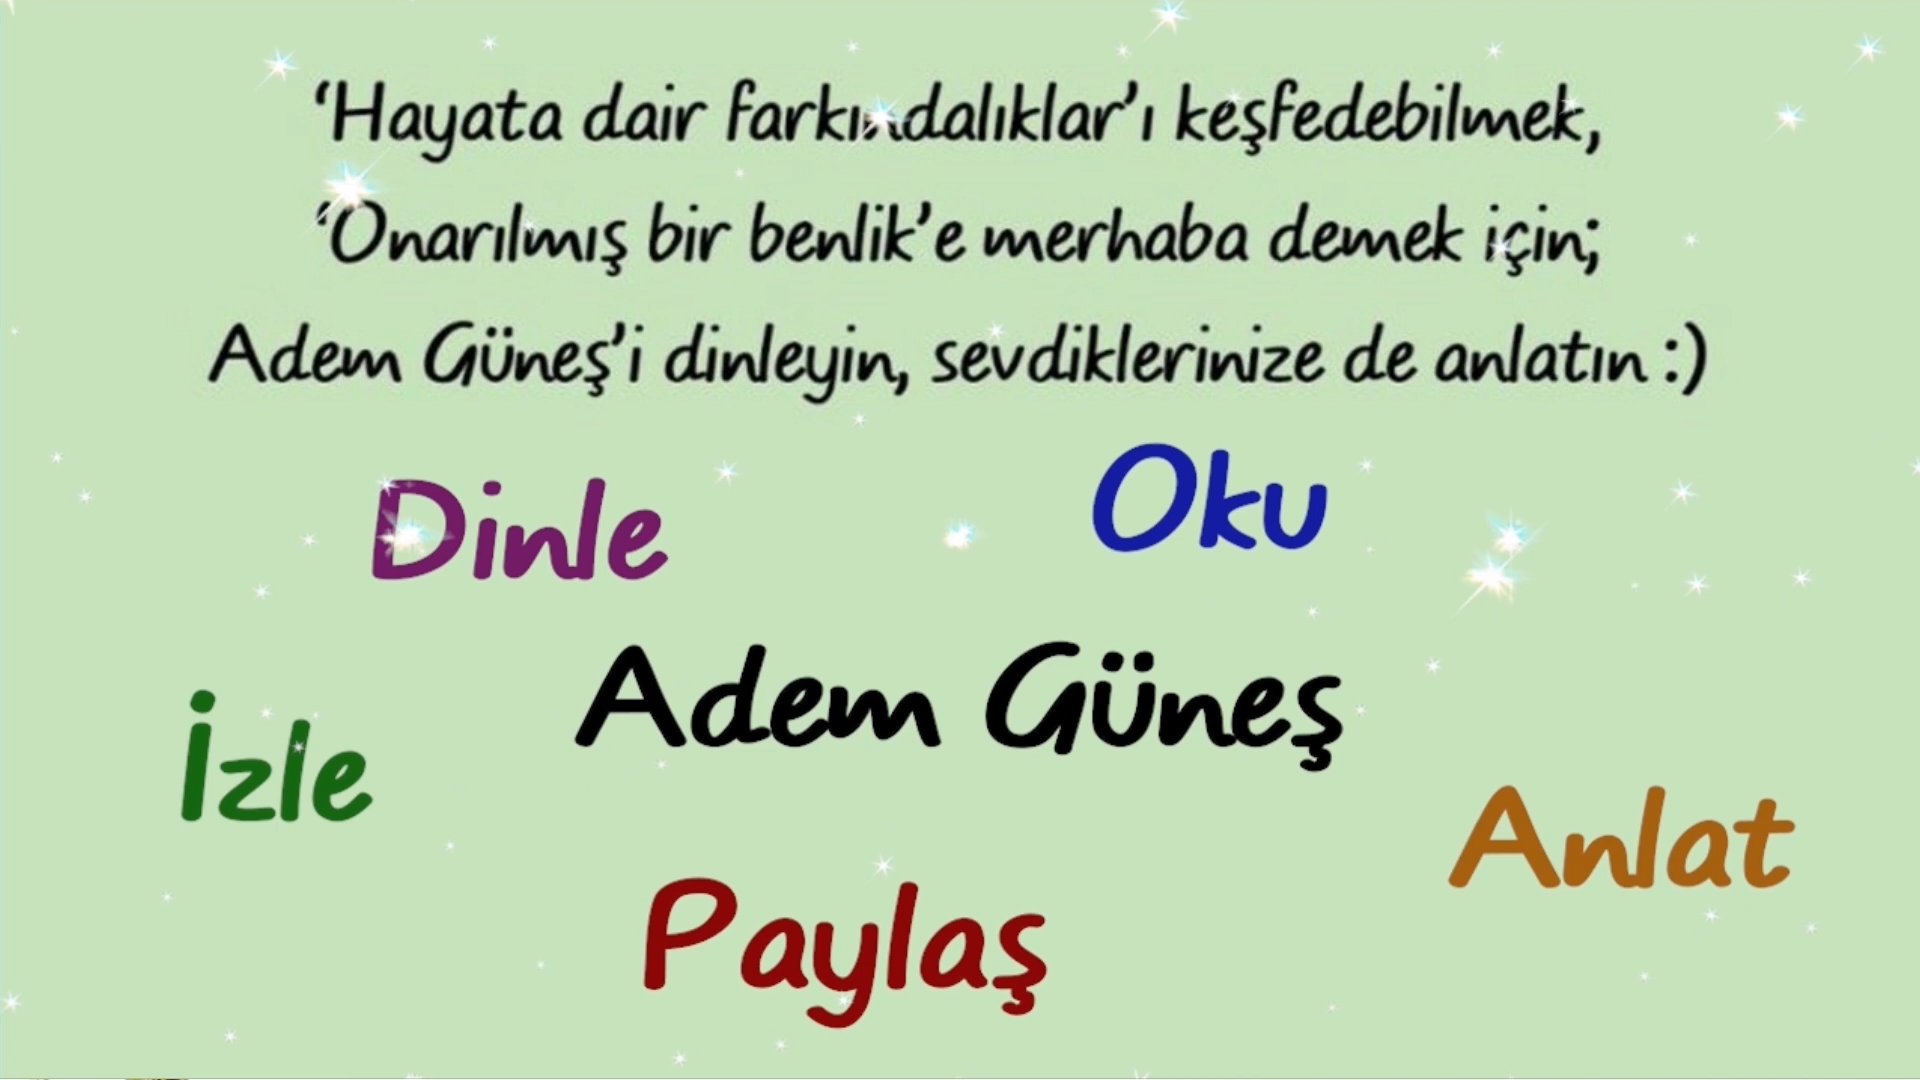 ‘Hayata dair farkındalıklar’ı keşfedebilmek,
‘Onarılmış bir benlik’e merhaba demek için;
Adem Güneş’i dinleyin, sevdiklerinize de anlatın :)
Dinle
Oku
Adem Güneş
İzle
Anlat
Paylaş